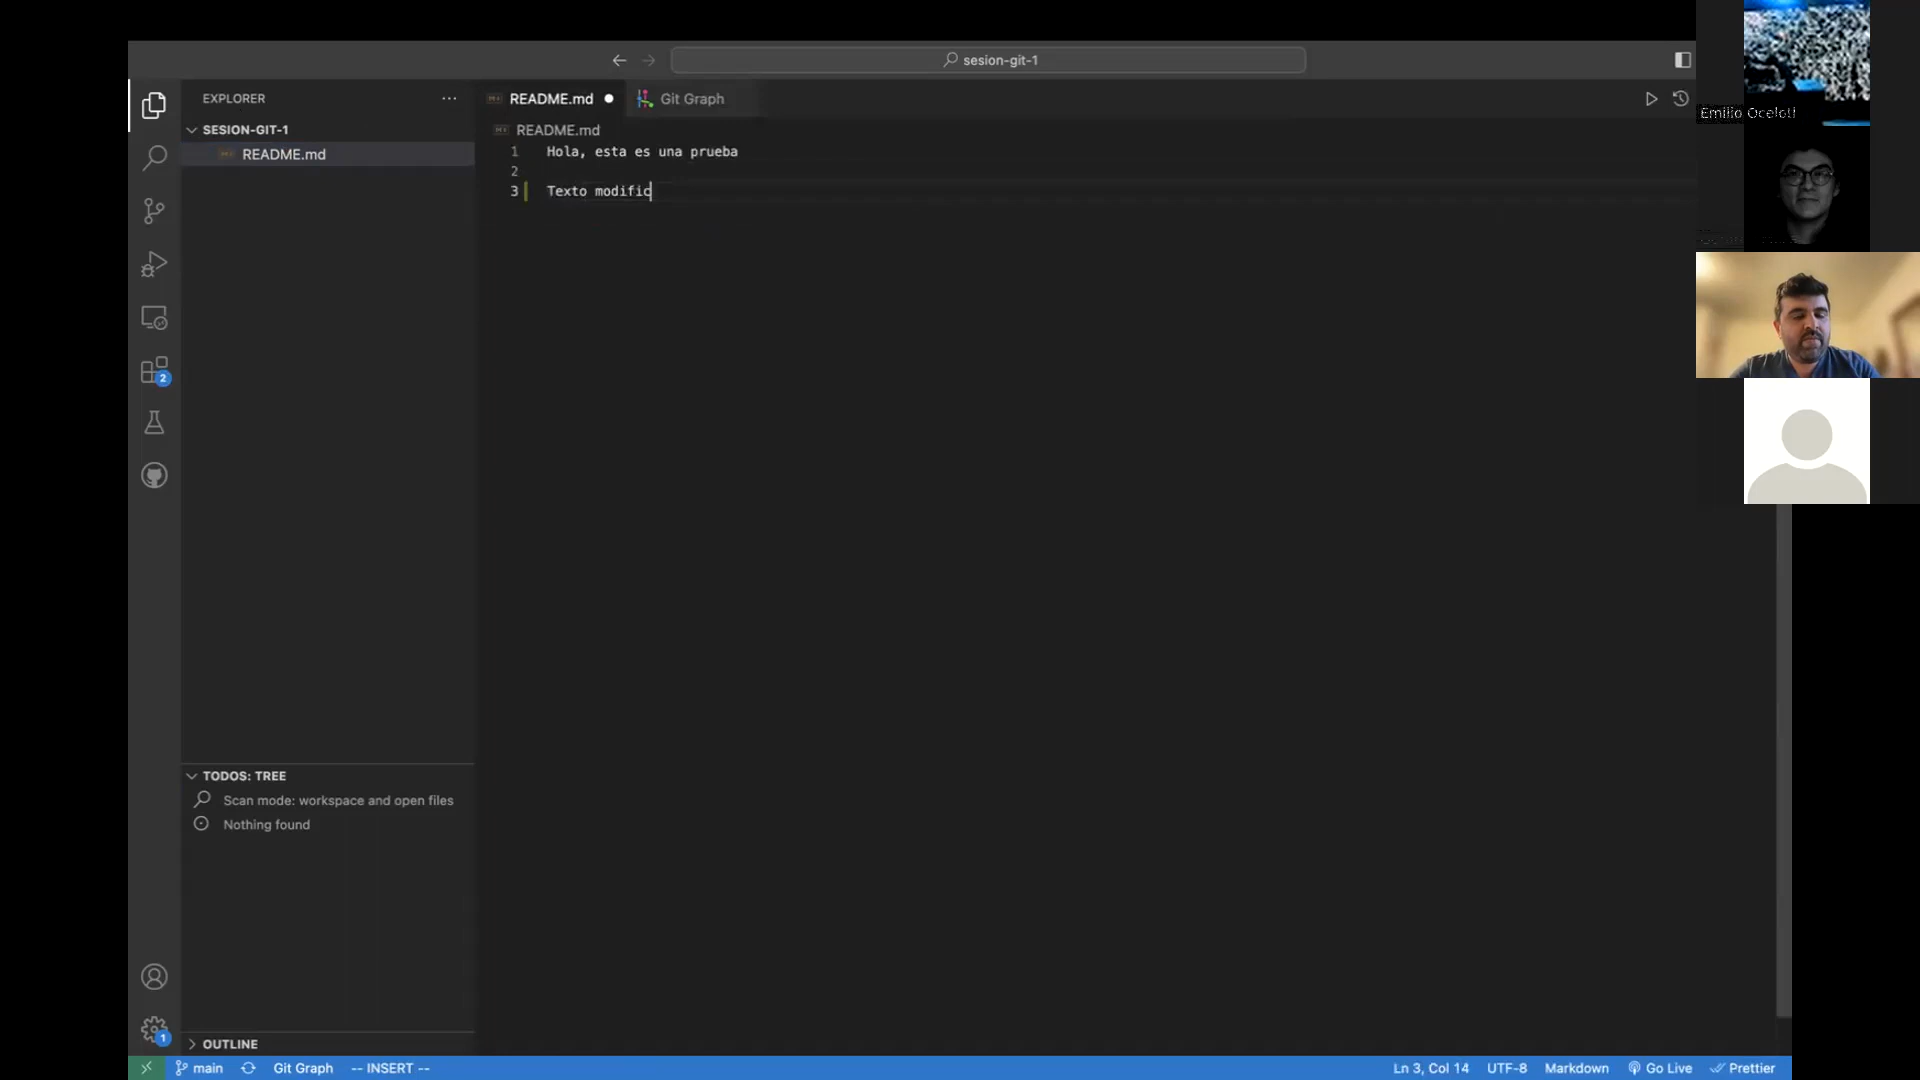 sesion-git-1
EXPLORER
SESION-GIT-1
README.md
README.md
Git Graph
README.md
1 Hola, esta es una prueba
2
3 Texto modific
Emilio Ocelotl
2
TODOS: TREE
Scan mode: workspace and open files
Nothing found
1
OUTLINE
main
Git Graph
-- INSERT --
Ln 3, Col 14
UTF-8
Markdown
Go Live
Prettier